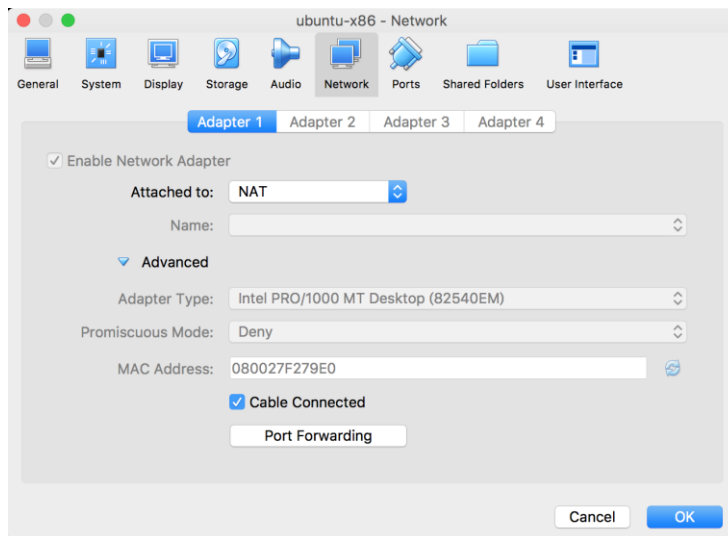 ubuntu-x86 - Network
General System Display Storage Audio Network Ports Shared Folders User Interface
Adapter 1 Adapter 2 Adapter 3 Adapter 4
Enable Network Adapter
Attached to: NAT
Name:
Advanced
Adapter Type: Intel PRO/1000 MT Desktop (82540EM)
Promiscuous Mode: Deny
MAC Address: 080027F279E0
Cable Connected
Port Forwarding
Cancel OK